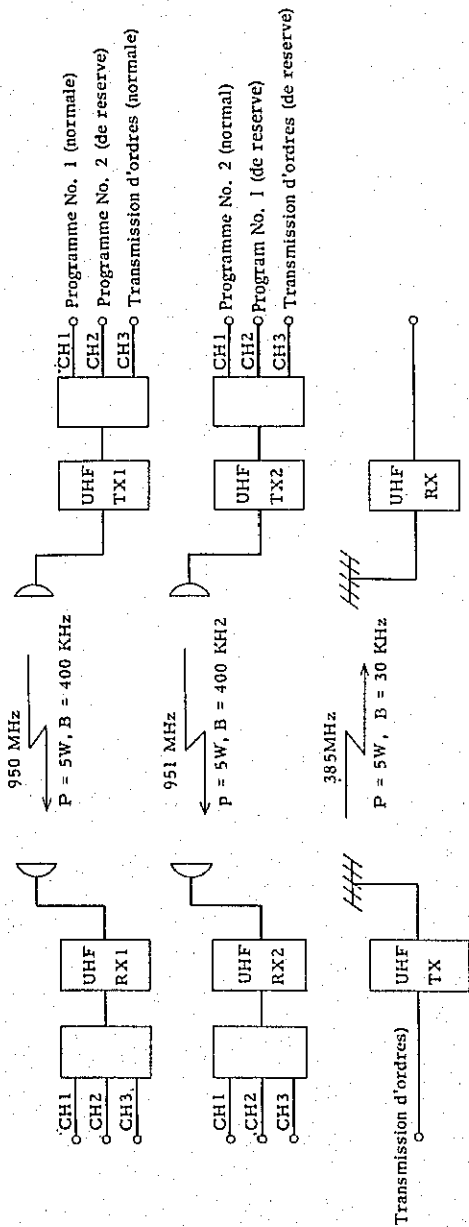 CH1
CH2
CH3
UHF
RX1
950 MHz
P = 5W, B = 400 KHz
UHF
TX1
CH1
CH2
CH3
Programme No. 1 (normale)
Programme No. 2 (de reserve)
Transmission d'ordres (normale)
CH1
CH2
CH3
UHF
RX2
951 MHz
P = 5W, B = 400 KH2
UHF
TX2
CH1
CH2
CH3
Programme No. 2 (normal)
Program No. 1 (de reserve)
Transmission d'ordres (de reserve)
Transmission d'ordres)
UHF
TX
385MHz
P = 5W, B = 30 KHz
UHF
RX